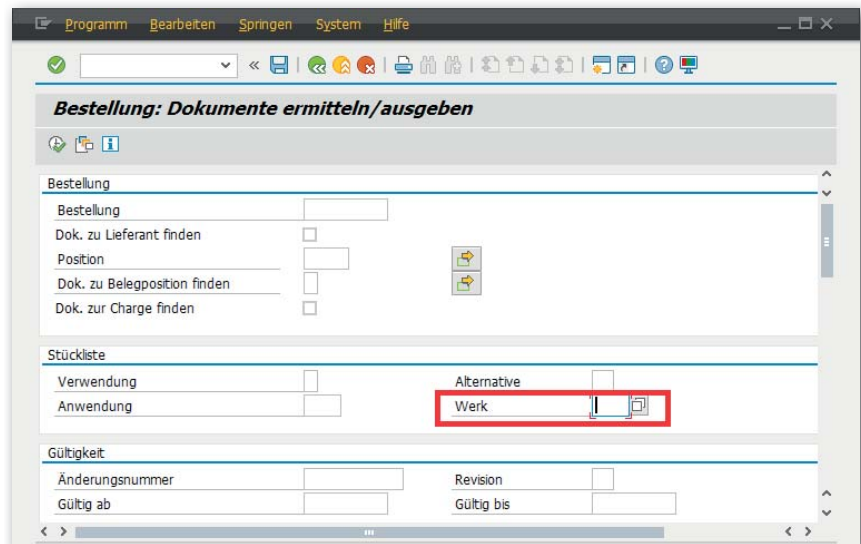 Programm Bearbeiten Springen System Hilfe
Bestellung: Dokumente ermitteln/ausgeben
Bestellung
Bestellung
Dok. zu Lieferant finden
Position
Dok. zu Belegposition finden
Dok. zur Charge finden
Stückliste
Verwendung Alternative
Anwendung Werk
Gültigkeit
Änderungsnummer Revision
Gültig ab Gültig bis